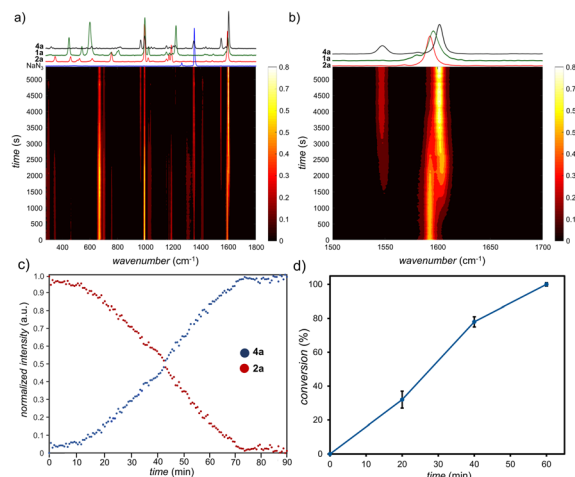 a)
4a
1a
2a
NaN3
time (s)
5000
4500
4000
3500
3000
2500
2000
1500
1000
500
0
400 600 800 1000 1200 1400 1600 1800
wavenumber (cm-1)
0.8
0.7
0.6
0.5
0.4
0.3
0.2
0.1
0
b)
4a
1a
2a
time (s)
5000
4500
4000
3500
3000
2500
2000
1500
1000
500
0
1500 1550 1600 1650 1700
wavenumber (cm-1)
0.8
0.7
0.6
0.5
0.4
0.3
0.2
0.1
0
c)
normalized intensity (a.u.)
1.0
0.9
0.8
0.7
0.6
0.5
0.4
0.3
0.2
0.1
0
4a
2a
0 10 20 30 40 50 60 70 80 90
time (min)
d)
conversion (%)
100
80
60
40
20
0
0 20 40 60
time (min)